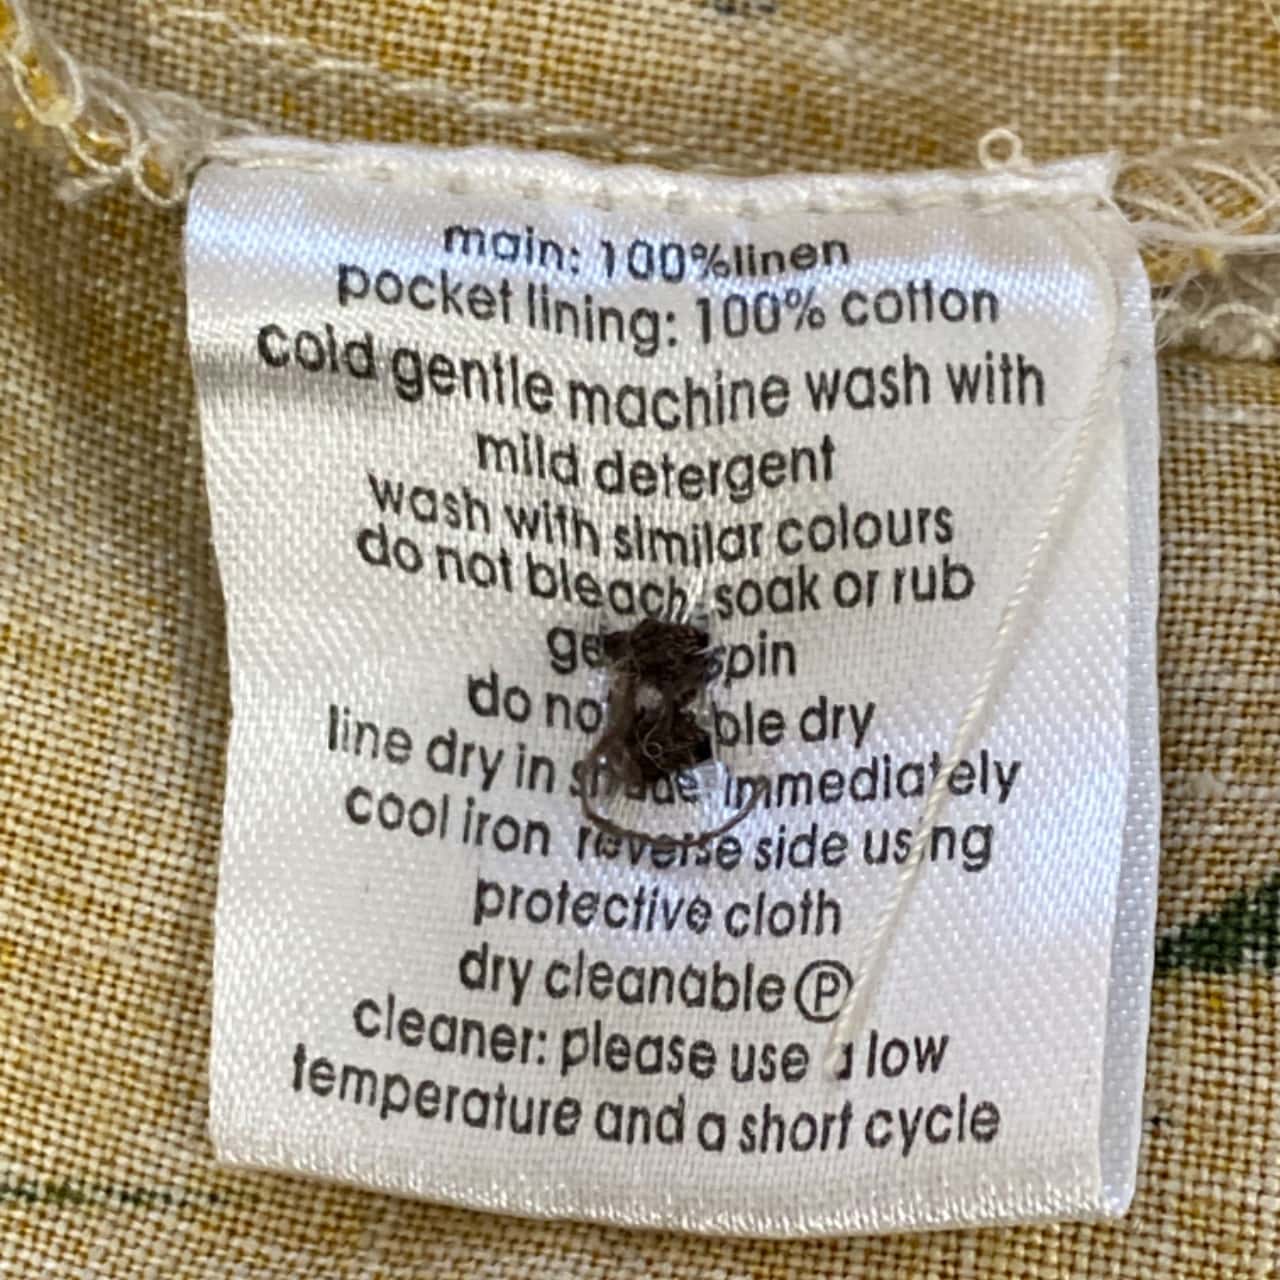 main: 100%linen
pocket lining: 100% cotton
cold gentle machine wash with
mild detergent
wash with similar colours
do not bleach, soak or rub
spin
do dry
line dry in shade immediately
cool iron reverse side using
protective cloth
dry cleanable Ⓟ
cleaner: please use a low
temperature and a short cycle